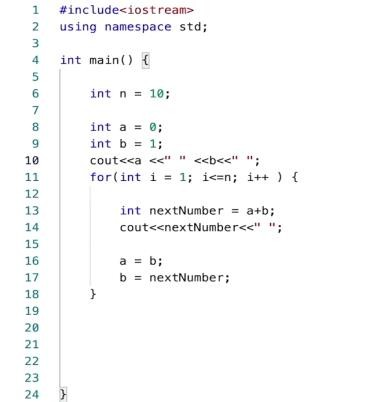 1 #include<iostream>
2 using namespace std;
3
4 int main() {
5
6 int n = 10;
7
8 int a = 0;
9 int b = 1;
10 cout<<a <<" " <<b<<" ";
11 for(int i = 1; i<=n; i++ ) {
12
13 int nextNumber = a+b;
14 cout<<nextNumber<<" ";
15
16 a = b;
17 b = nextNumber;
18 }
19
20
21
22
23
24 }